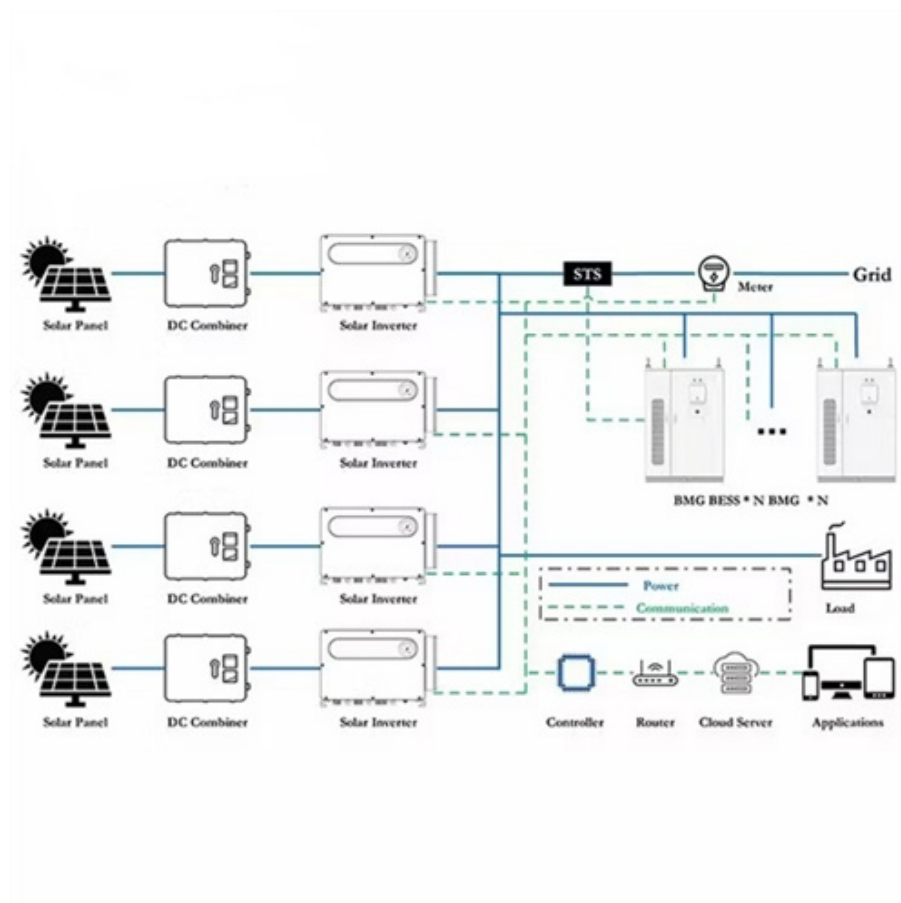 STS
Grid
Meter
Solar Panel
DC Combiner
Solar Inverter
Solar Panel
DC Combiner
Solar Inverter
BMG BESS * N BMG * N
Solar Panel
DC Combiner
Solar Inverter
Power
Communication
Load
Solar Panel
DC Combiner
Solar Inverter
Controller
Router
Cloud Server
Applications